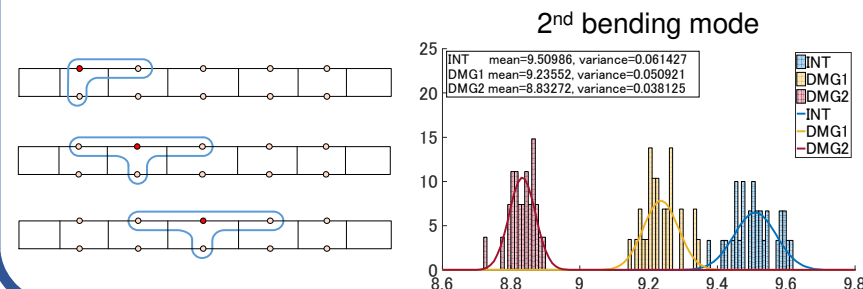 2nd bending mode
INT mean=9.50986, variance=0.061427
DMG1 mean=9.23552, variance=0.050921
DMG2 mean=8.83272, variance=0.038125
INT
DMG1
DMG2
INT
DMG1
DMG2
25
20
15
10
5
0
8.6 8.8 9 9.2 9.4 9.6 9.8